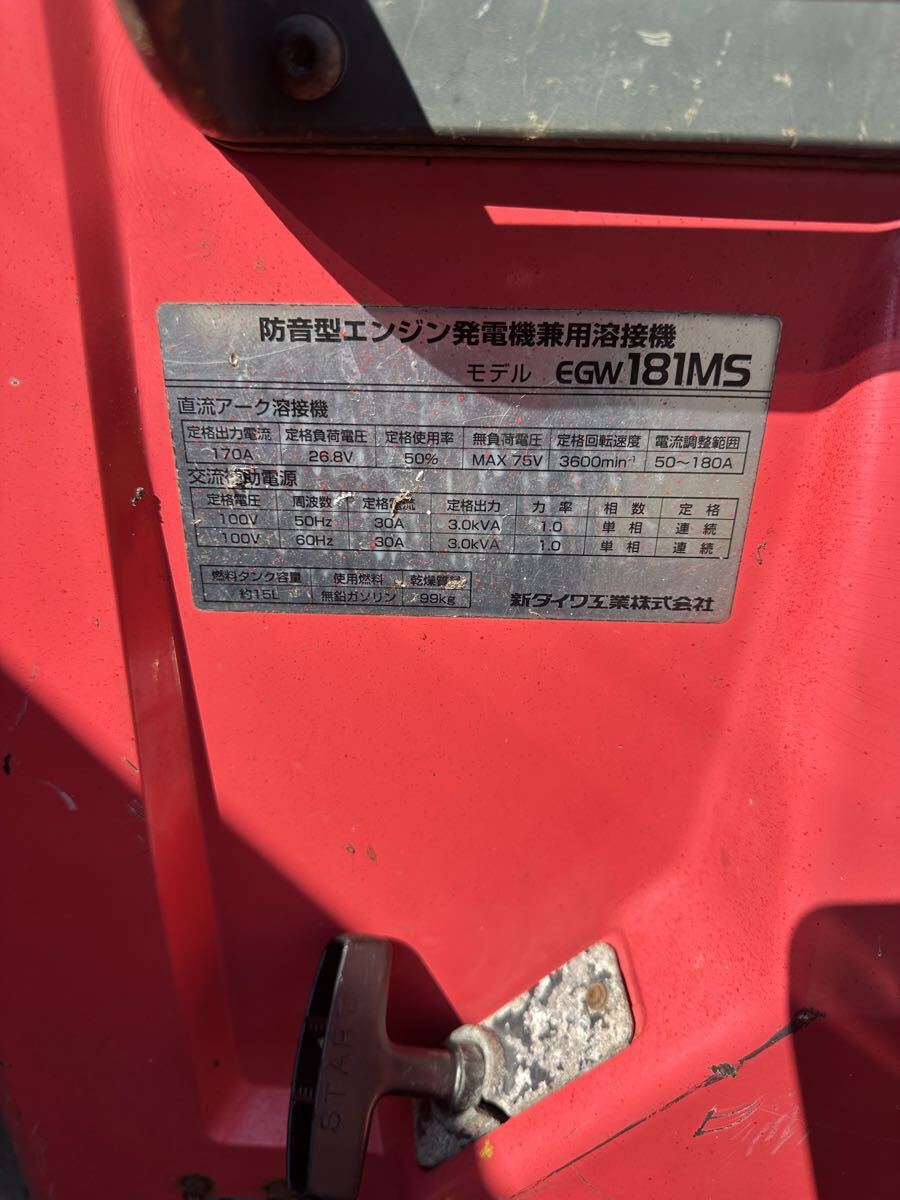 防音型エンジン発電機兼用溶接機
モデル EGW181MS
直流アーク溶接機
定格出力電流 定格負荷電圧 定格使用率 無負荷電圧 定格回転速度 電流調整範囲
170A 26.8V 50% MAX 75V 3600min⁻¹ 50～180A
交流 助電源
定格電圧 周波数 定格電流 定格出力 力率 相数 定格
100V 50Hz 30A 3.0kVA 1.0 単相 連続
100V 60Hz 30A 3.0kVA 1.0 単相 連続
燃料タンク容量 使用燃料 乾燥質
約15L 無鉛ガソリン 99kg
新ダイワ工業株式会社
START